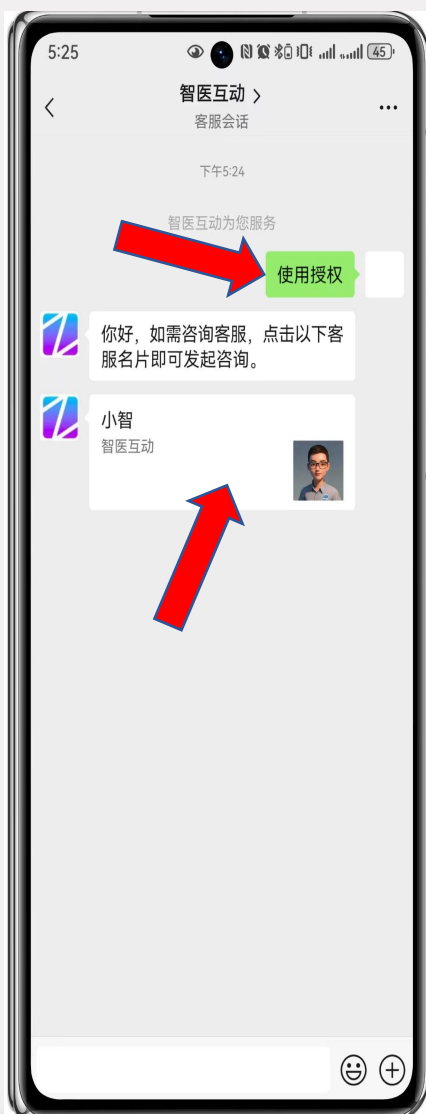 5:25
45
智医互动
客服会话
下午5:24
智医互动为您服务
使用授权
你好，如需咨询客服，点击以下客
服名片即可发起咨询。
小智
智医互动